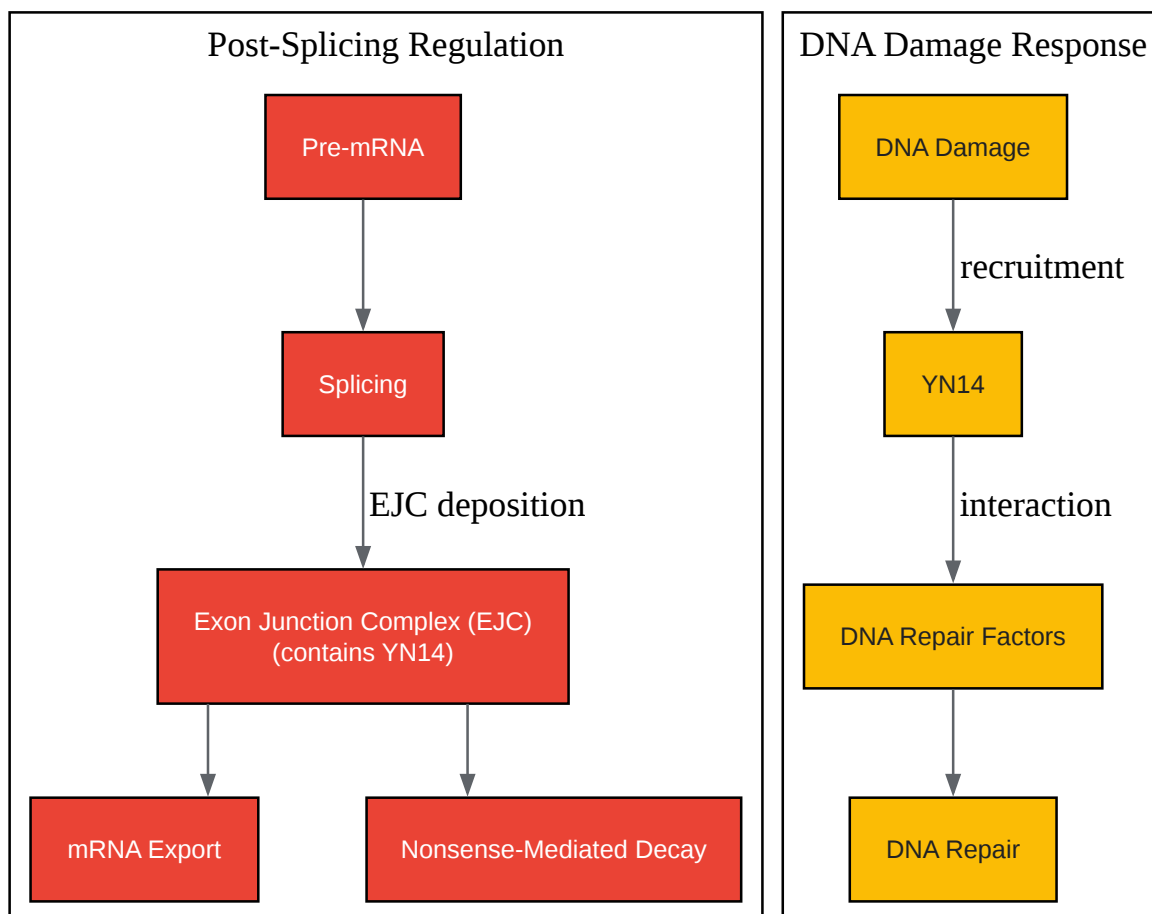 Post-Splicing Regulation
Pre-mRNA
Splicing
EJC deposition
Exon Junction Complex (EJC)
(contains YN14)
mRNA Export
Nonsense-Mediated Decay
DNA Damage Response
DNA Damage
recruitment
YN14
interaction
DNA Repair Factors
DNA Repair